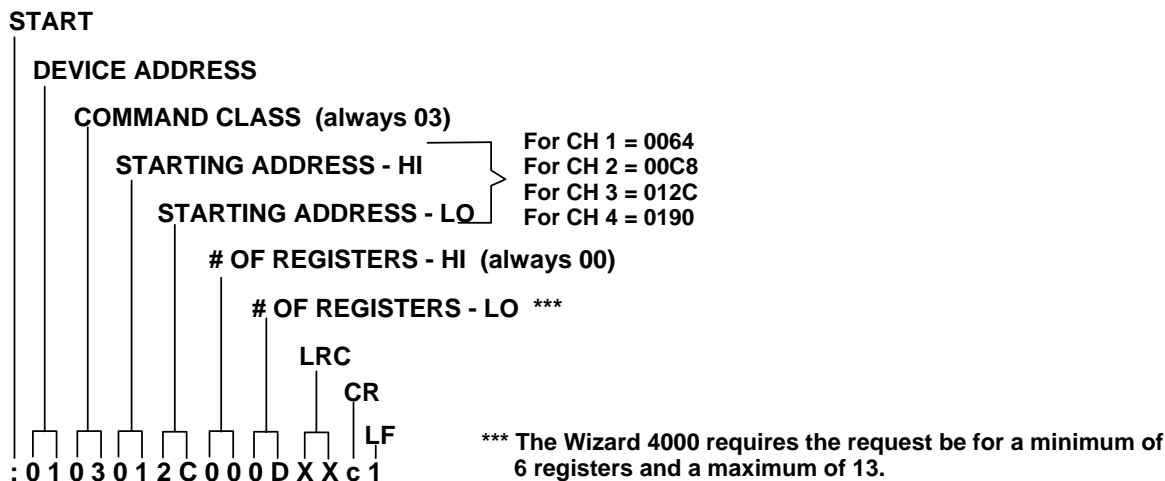 START
DEVICE ADDRESS
COMMAND CLASS (always 03)
STARTING ADDRESS - HI
STARTING ADDRESS - LO
For CH 1 = 0064
For CH 2 = 00C8
For CH 3 = 012C
For CH 4 = 0190
# OF REGISTERS - HI (always 00)
# OF REGISTERS - LO ***
LRC
CR
LF
: 0 1 0 3 0 1 2 C 0 0 0 D X X c 1
*** The Wizard 4000 requires the request be for a minimum of
6 registers and a maximum of 13.